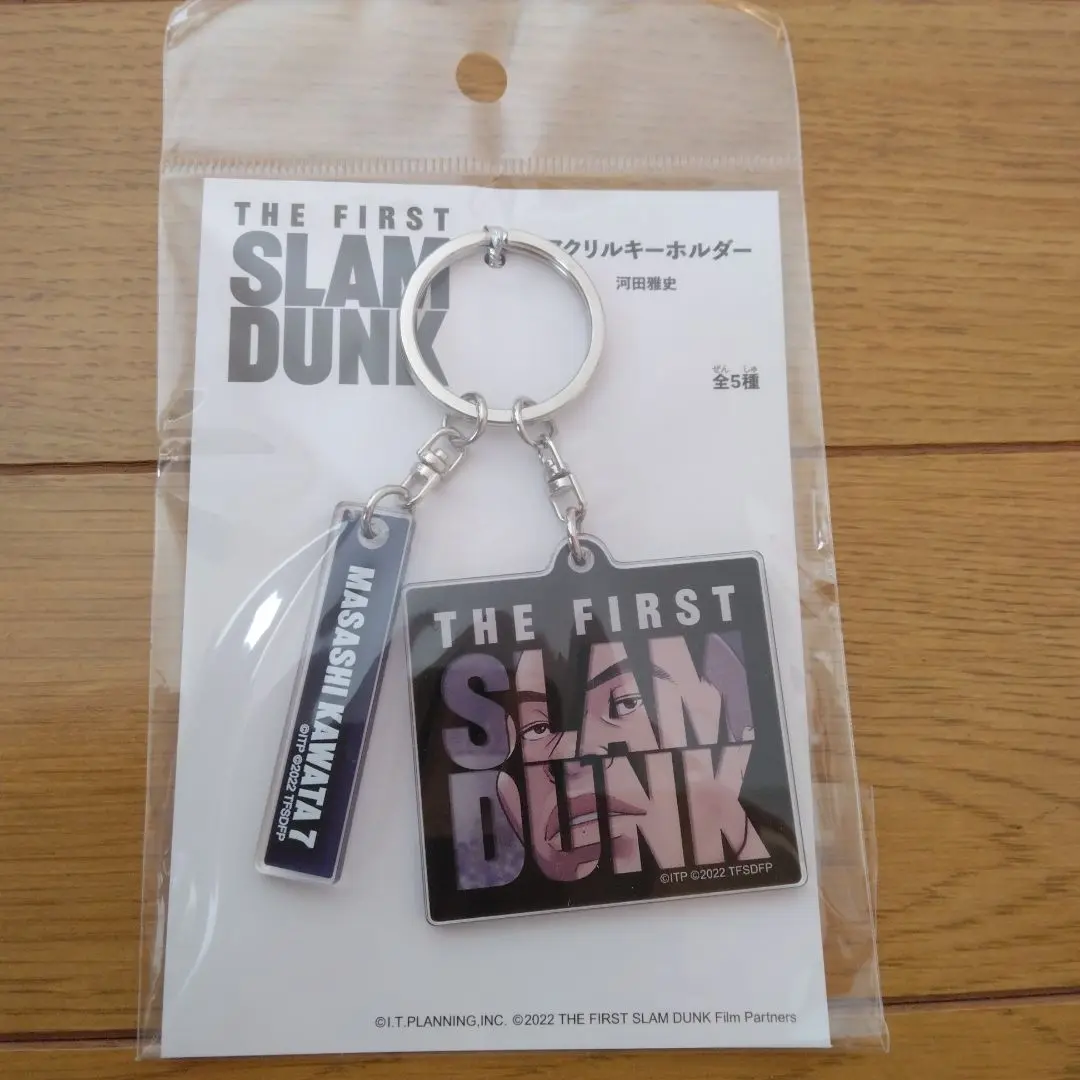 THE FIRST
SLAM
DUNK
アクリルキーホルダー
河田雅史
ぜん しゅ
全5種
MASASHI KAWATA 7
©ITP ©2022 TFSDFP
THE FIRST
SLAM
DUNK
©ITP ©2022 TFSDFP
©I.T.PLANNING,INC. ©2022 THE FIRST SLAM DUNK Film Partners